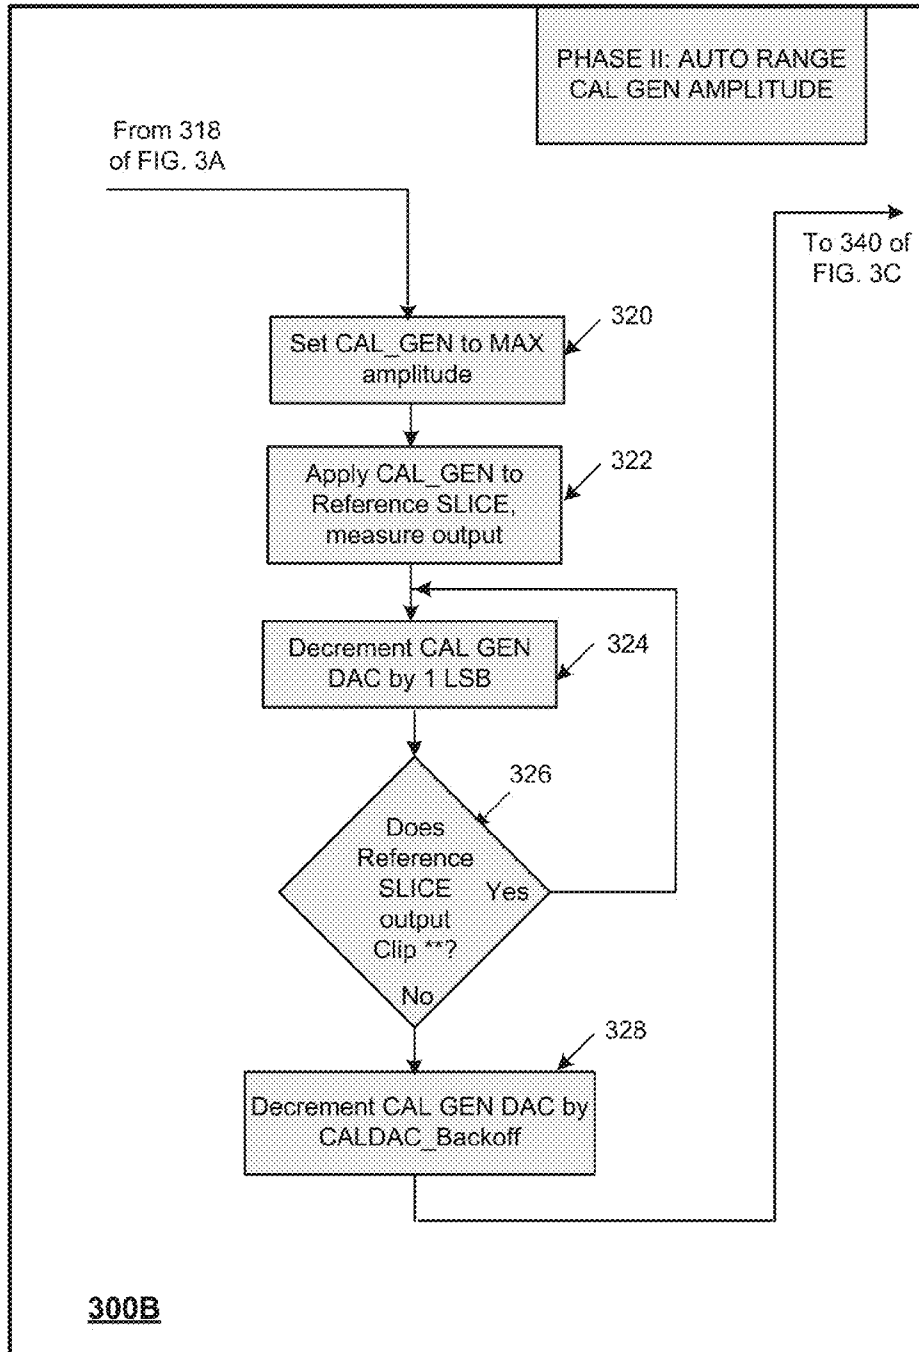 PHASE II: AUTO RANGE
CAL GEN AMPLITUDE
From 318
of FIG. 3A
To 340 of
FIG. 3C
320
Set CAL_GEN to MAX
amplitude
322
Apply CAL_GEN to
Reference SLICE,
measure output
324
Decrement CAL GEN
DAC by 1 LSB
326
Does
Reference
SLICE
output
Clip **?
Yes
No
328
Decrement CAL GEN DAC by
CALDAC_Backoff
300B